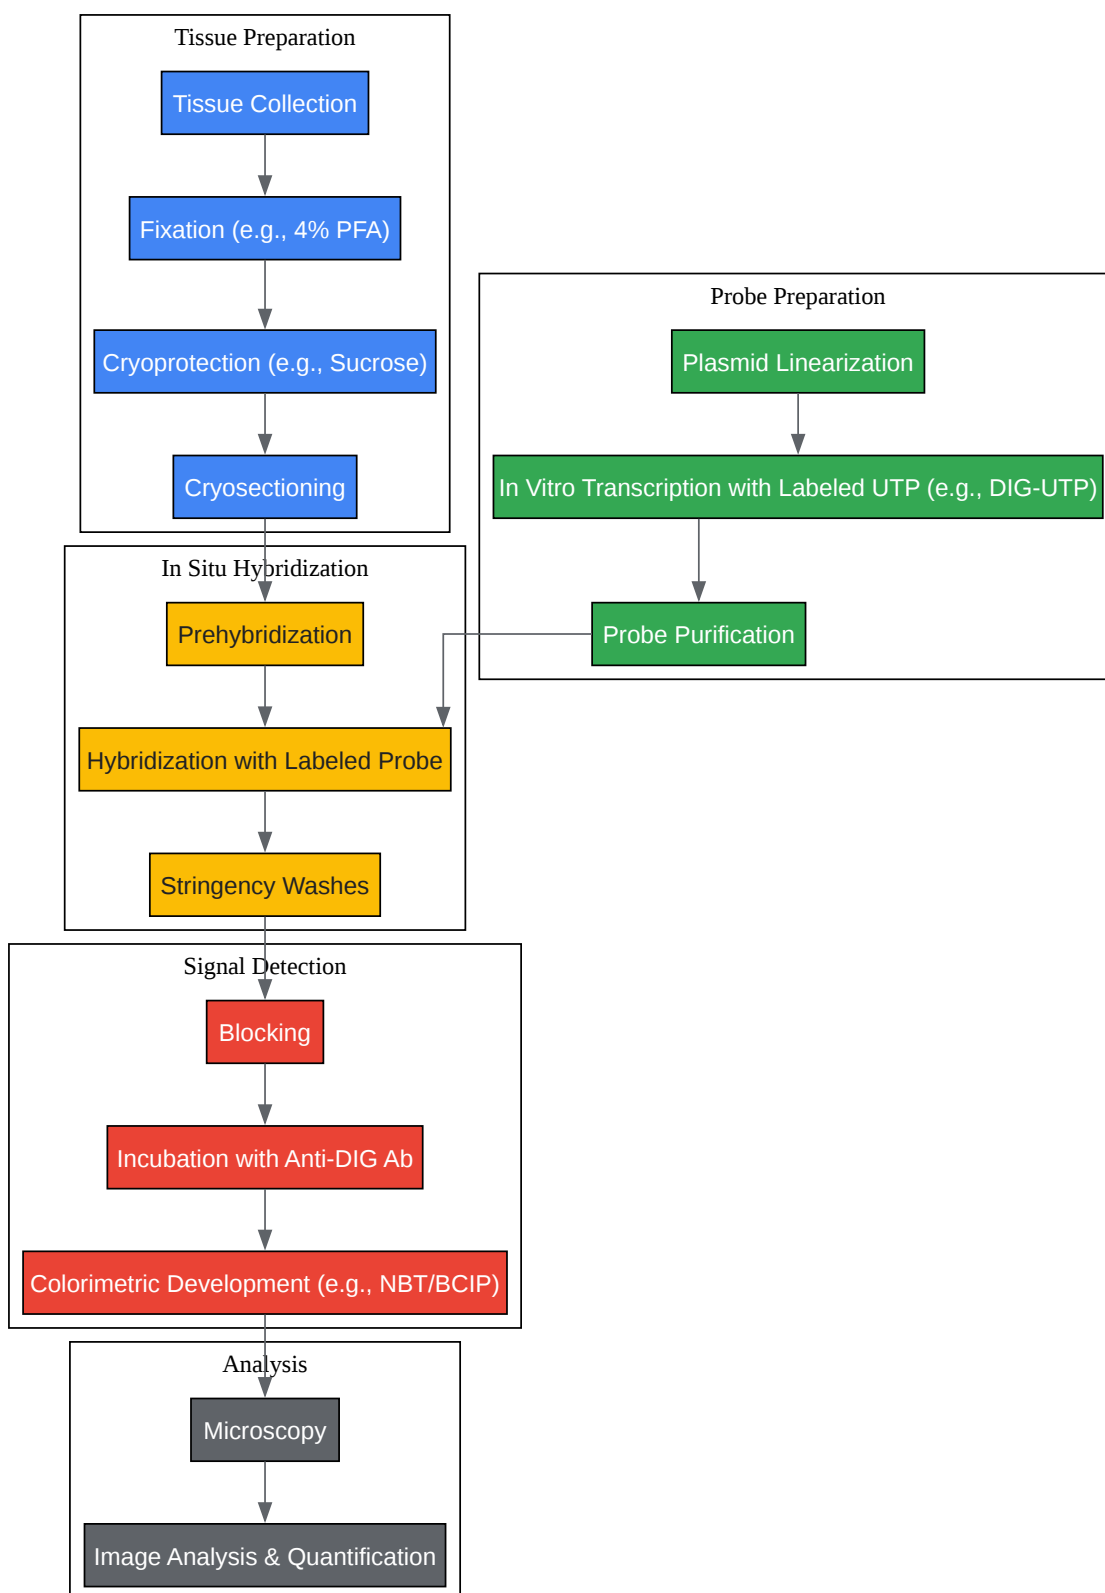 Tissue Preparation
Tissue Collection
Fixation (e.g., 4% PFA)
Cryoprotection (e.g., Sucrose)
Cryosectioning
Probe Preparation
Plasmid Linearization
In Vitro Transcription with Labeled UTP (e.g., DIG-UTP)
Probe Purification
In Situ Hybridization
Prehybridization
Hybridization with Labeled Probe
Stringency Washes
Signal Detection
Blocking
Incubation with Anti-DIG Ab
Colorimetric Development (e.g., NBT/BCIP)
Analysis
Microscopy
Image Analysis & Quantification